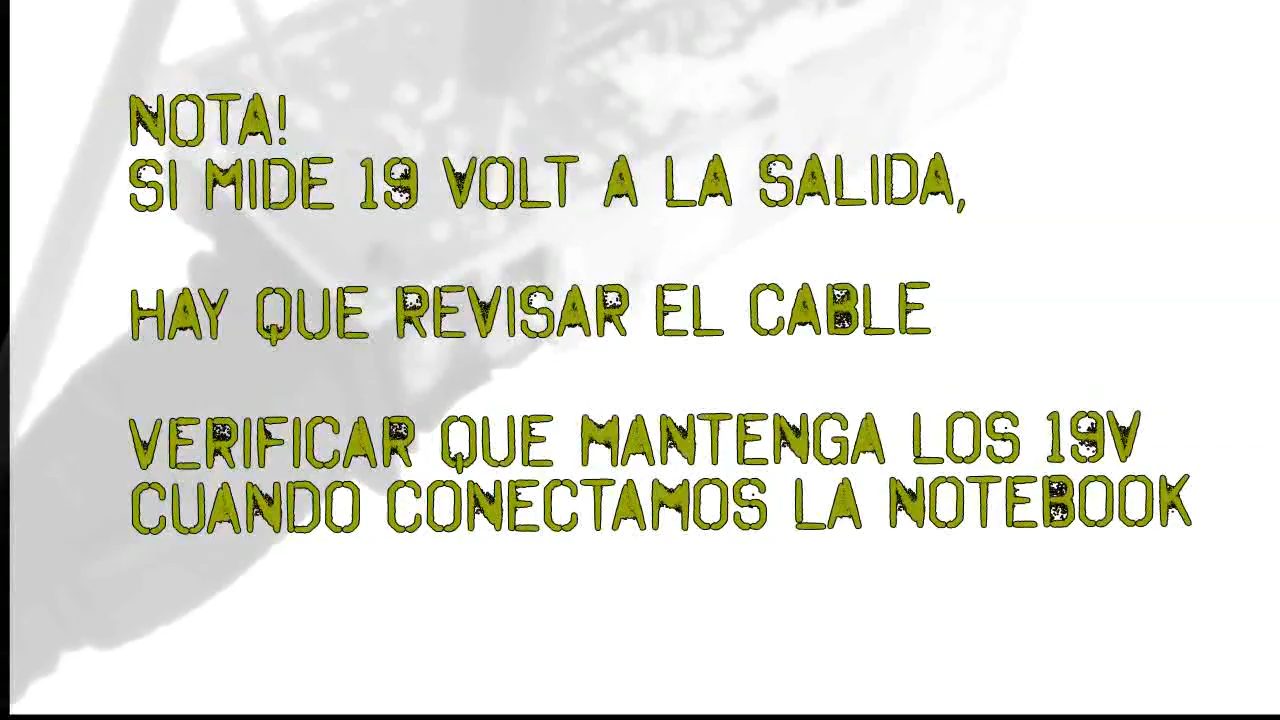 NOTA!
SI MIDE 19 VOLT A LA SALIDA,
HAY QUE REVISAR EL CABLE
VERIFICAR QUE MANTENGA LOS 19V
CUANDO CONECTAMOS LA NOTEBOOK